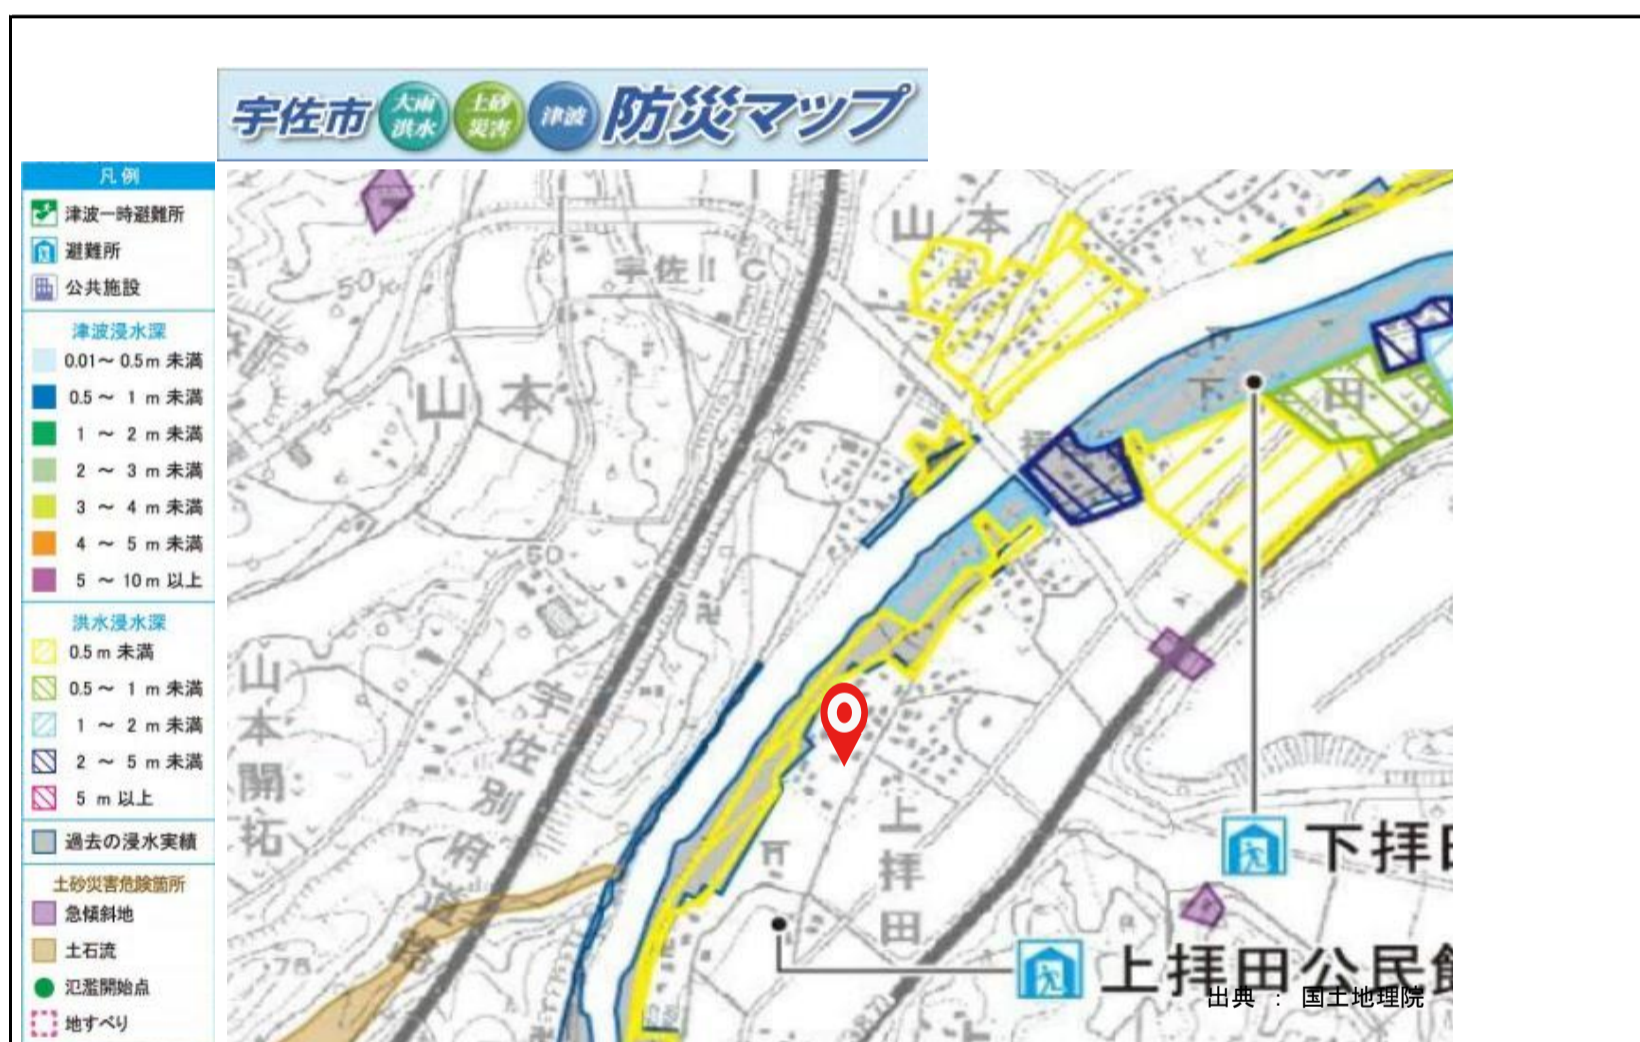 宇佐市 大雨洪水 土砂災害 津波 防災マップ
凡例
津波一時避難所
避難所
公共施設
津波浸水深
0.01～0.5m 未満
0.5～ 1 m 未満
1 ～ 2 m 未満
2 ～ 3 m 未満
3 ～ 4 m 未満
4 ～ 5 m 未満
5 ～10m 以上
洪水浸水深
0.5m 未満
0.5～ 1 m 未満
1 ～ 2 m 未満
2 ～ 5 m 未満
5 m 以上
過去の浸水実績
土砂災害危険箇所
急傾斜地
土石流
氾濫開始点
地すべり
山本
宇佐IC
50
山本
下田
50
山本開拓
宇佐別府道路
上拝田
75
下拝田
上拝田公民館
出典 ： 国土地理院